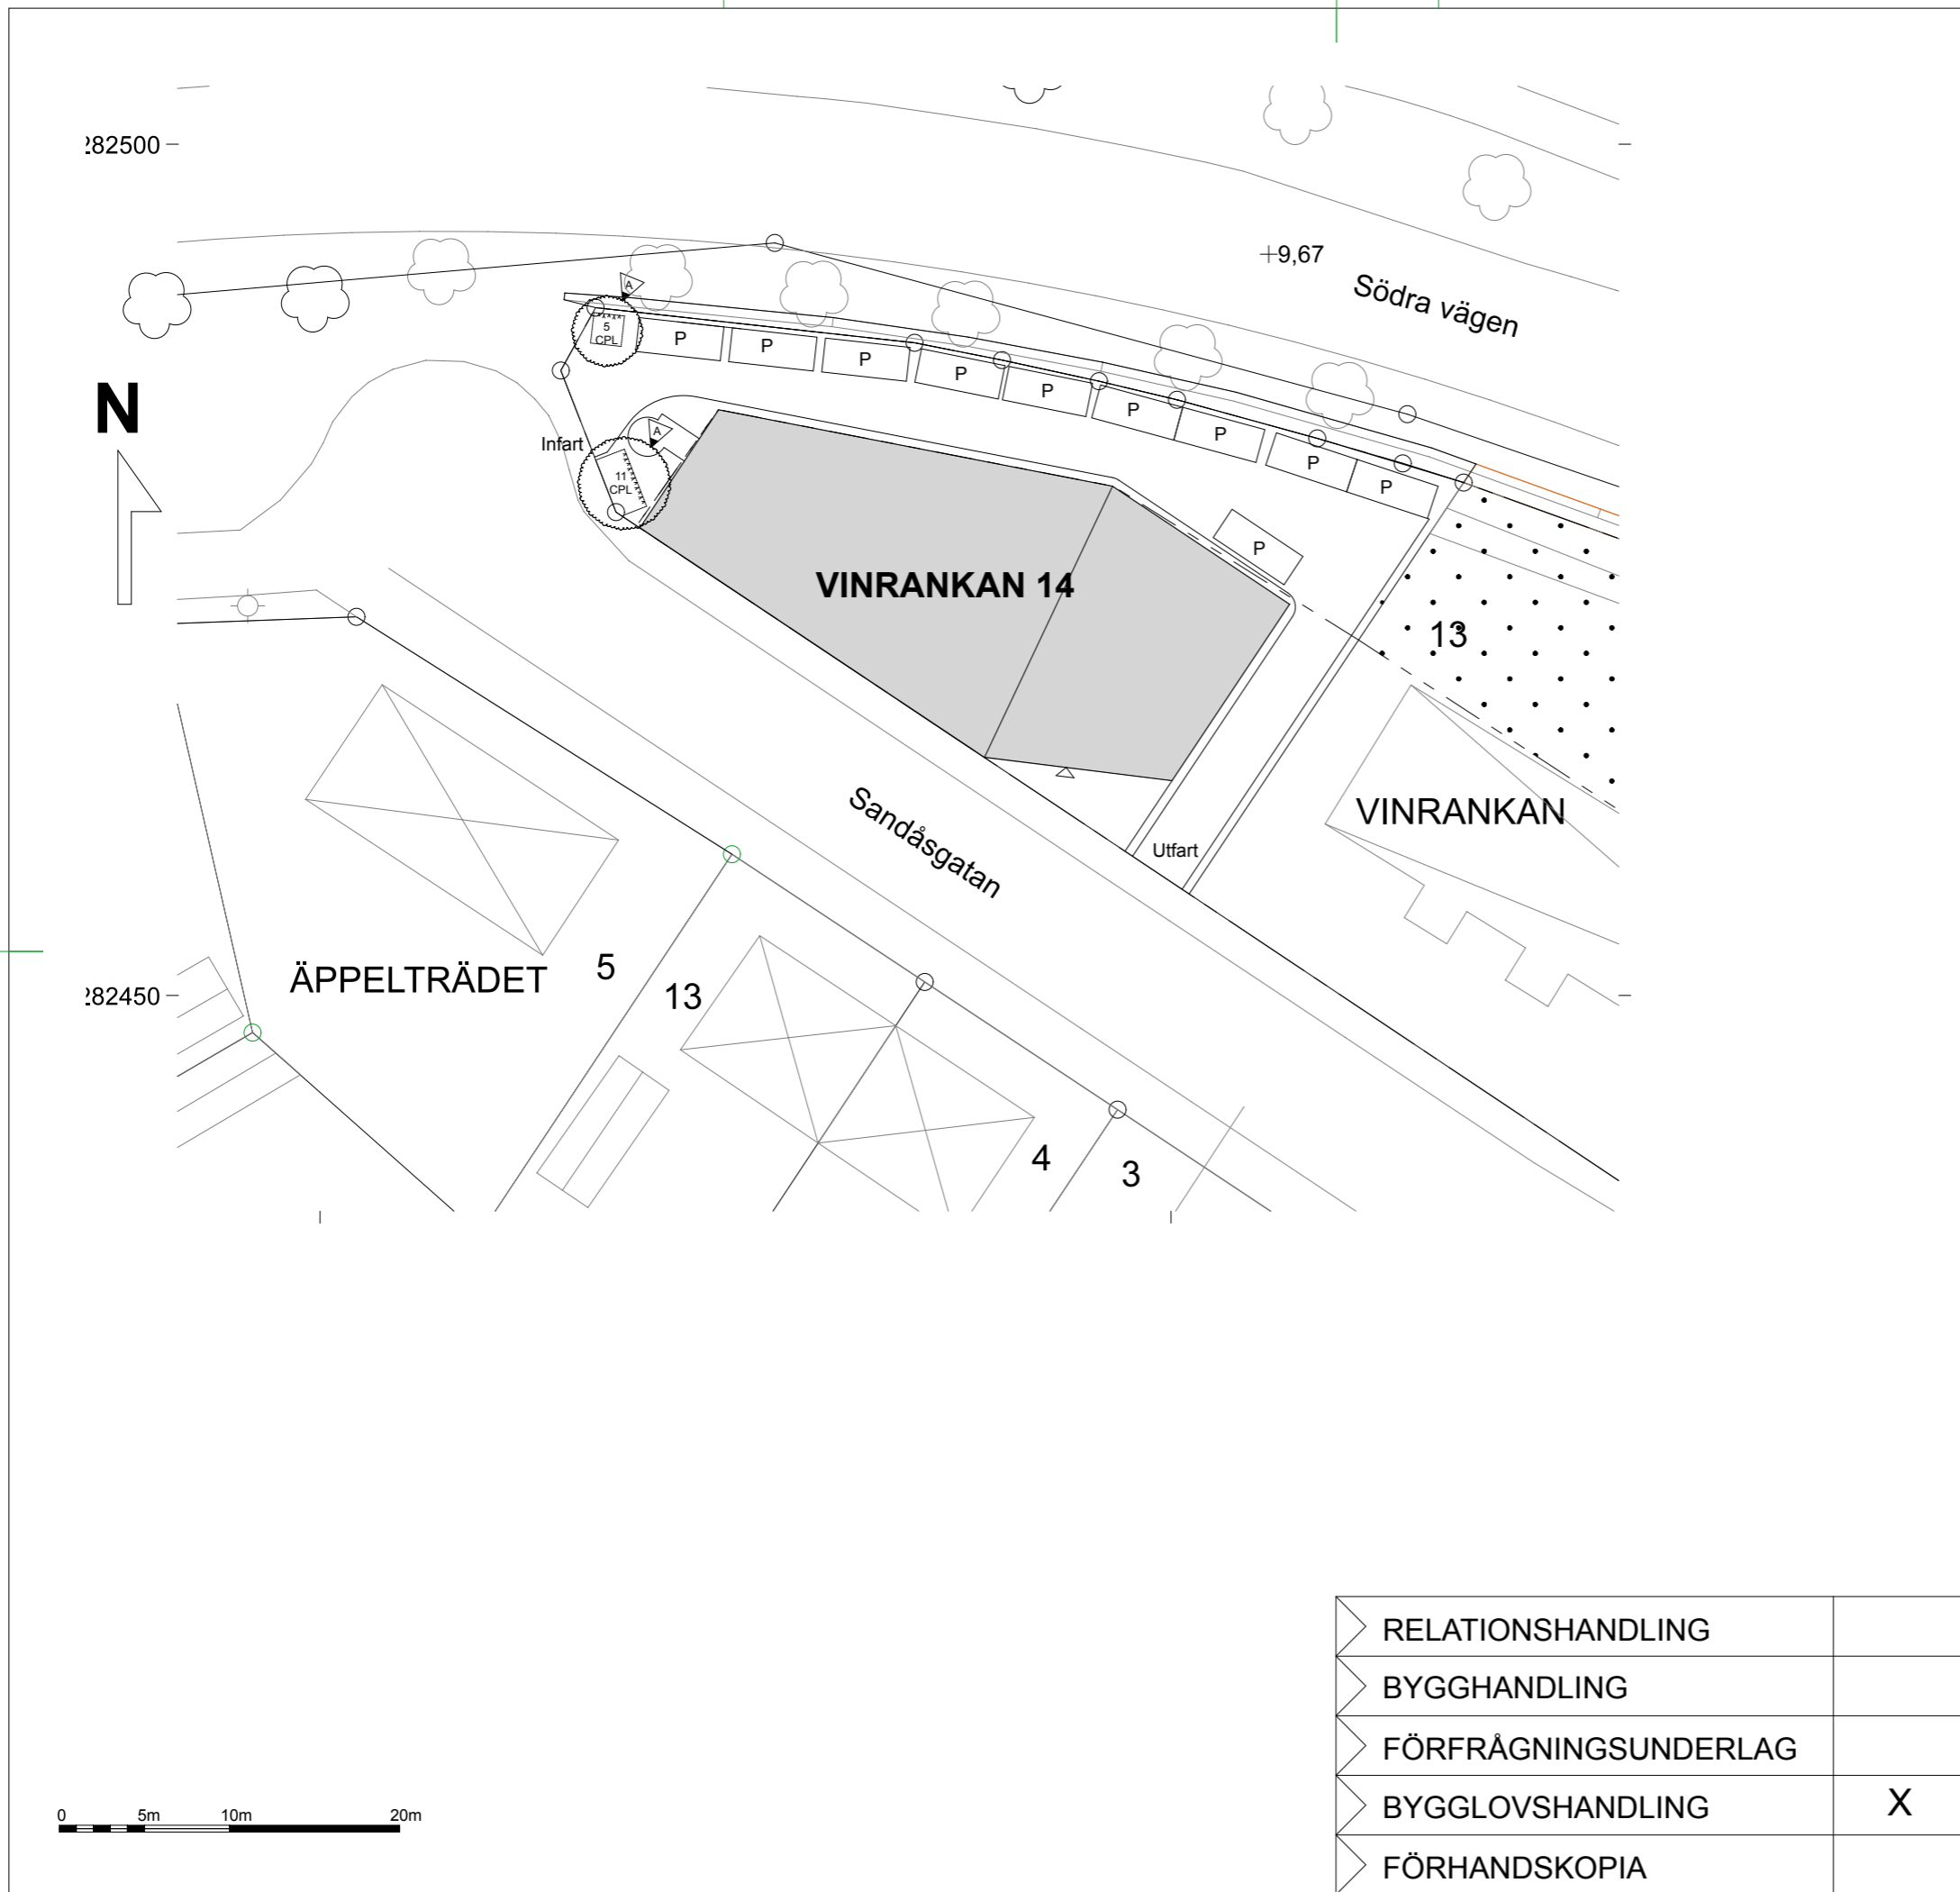 282500
+9,67
Södra vägen
A
5
CPL
P
P
P
P
P
P
P
P
P
N
Infart
A
11
CPL
P
VINRANKAN 14
13
VINRANKAN
Sandåsgatan
Utfart
ÄPPELTRÄDET
5
13
282450
4
3
RELATIONSHANDLING
BYGGHANDLING
FÖRFRÅGNINGSUNDERLAG
BYGGLOVSHANDLING X
FÖRHANDSKOPIA
0 5m 10m 20m